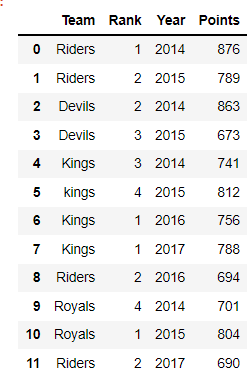 :
Team Rank Year Points
0 Riders 1 2014 876
1 Riders 2 2015 789
2 Devils 2 2014 863
3 Devils 3 2015 673
4 Kings 3 2014 741
5 kings 4 2015 812
6 Kings 1 2016 756
7 Kings 1 2017 788
8 Riders 2 2016 694
9 Royals 4 2014 701
10 Royals 1 2015 804
11 Riders 2 2017 690